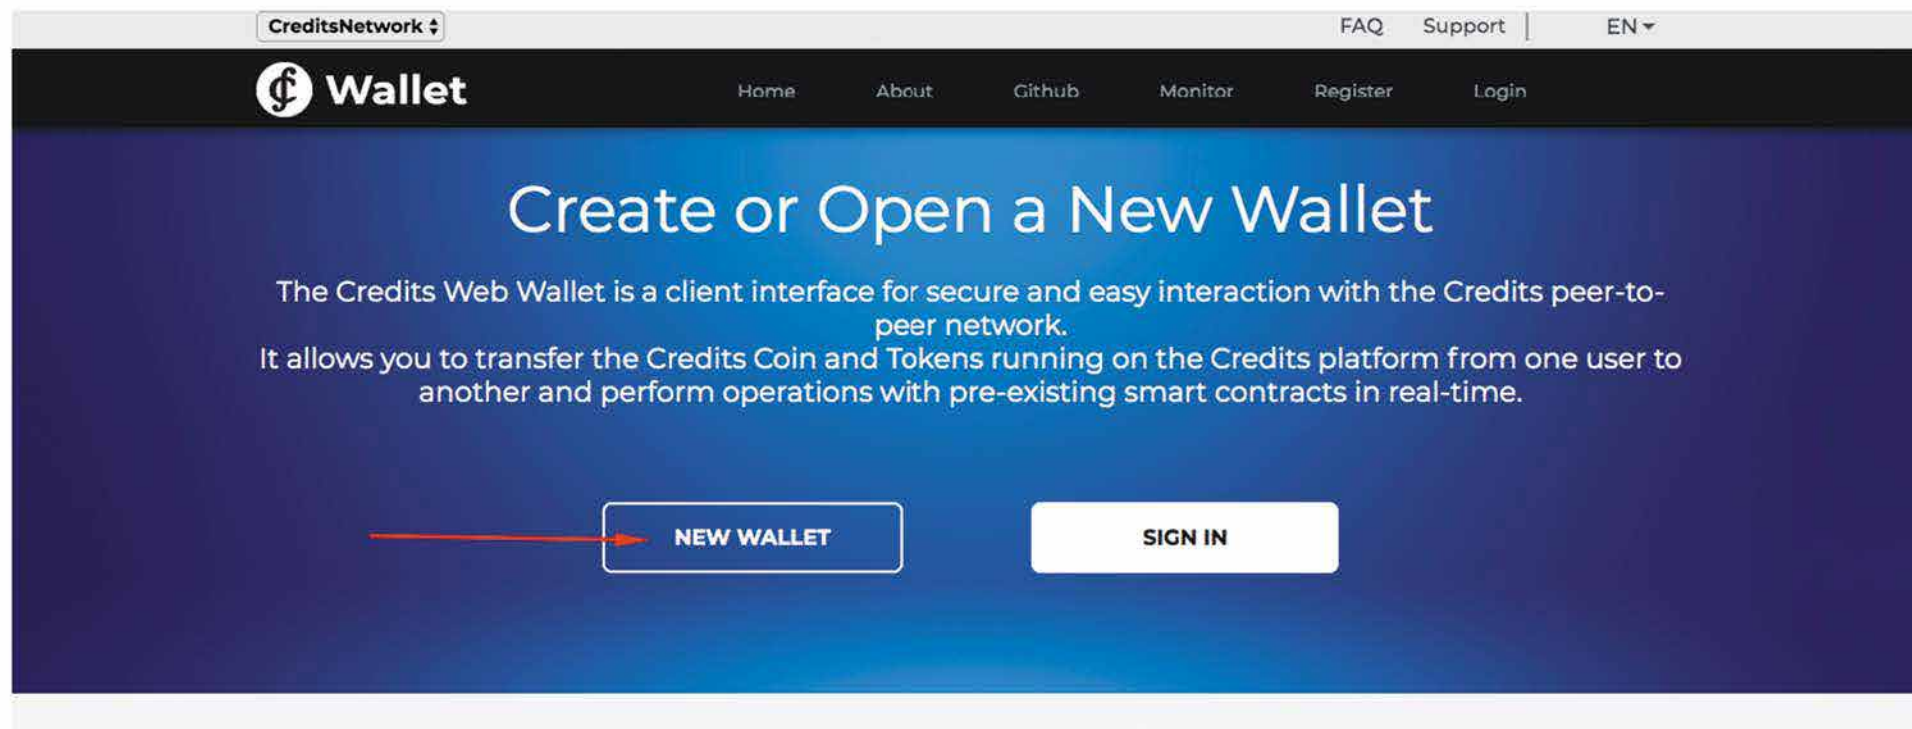 CreditsNetwork FAQ Support EN
Wallet Home About Github Monitor Register Login
Create or Open a New Wallet
The Credits Web Wallet is a client interface for secure and easy interaction with the Credits peer-to-
peer network.
It allows you to transfer the Credits Coin and Tokens running on the Credits platform from one user to
another and perform operations with pre-existing smart contracts in real-time.
NEW WALLET SIGN IN